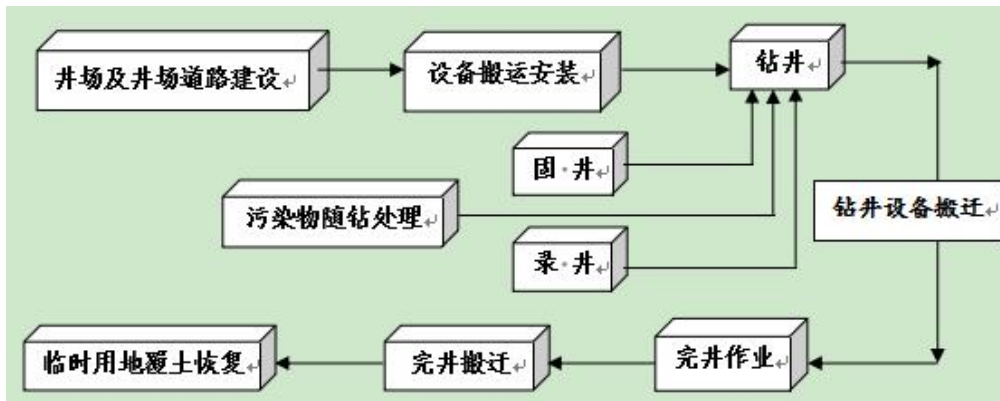 井场及井场道路建设
设备搬运安装
钻井
固·井
污染物随钻处理
钻井设备搬迁
录·井
临时用地覆土恢复
完井搬迁
完井作业